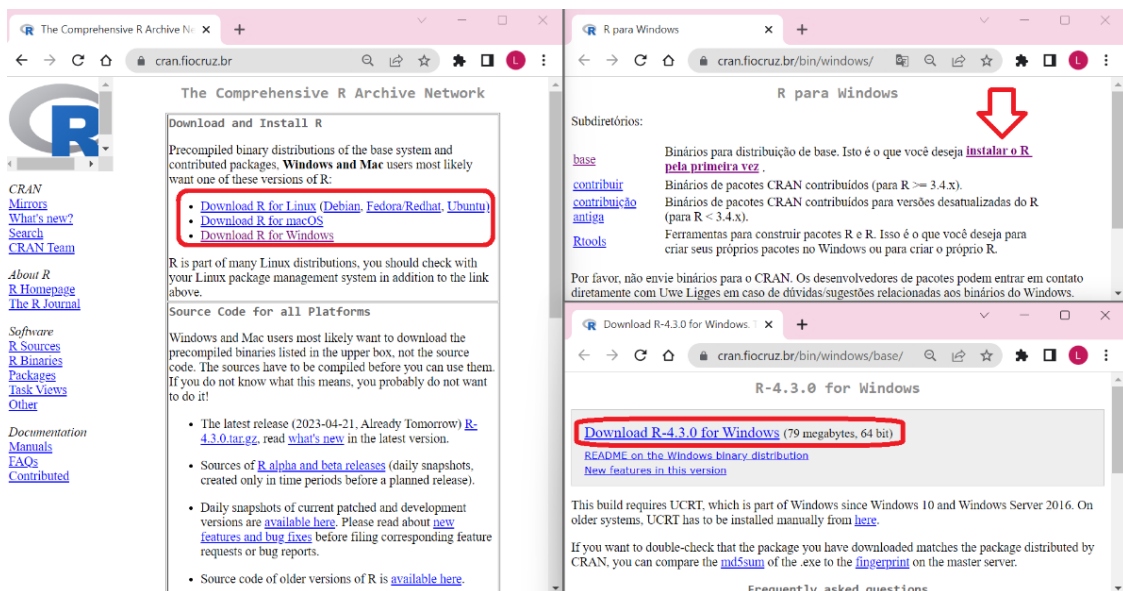 The Comprehensive R Archive Ne
cran.fiocruz.br
L
R
CRAN
Mirrors
What's new?
Search
CRAN Team
About R
R Homepage
The R Journal
Software
R Sources
R Binaries
Packages
Task Views
Other
Documentation
Manuals
FAQs
Contributed
The Comprehensive R Archive Network
Download and Install R
Precompiled binary distributions of the base system and
contributed packages, Windows and Mac users most likely
want one of these versions of R:
• Download R for Linux (Debian, Fedora/Redhat, Ubuntu)
• Download R for macOS
• Download R for Windows
R is part of many Linux distributions, you should check with
your Linux package management system in addition to the link
above.
Source Code for all Platforms
Windows and Mac users most likely want to download the
precompiled binaries listed in the upper box, not the source
code. The sources have to be compiled before you can use them.
If you do not know what this means, you probably do not want
to do it!
• The latest release (2023-04-21, Already Tomorrow) R-
4.3.0.tar.gz, read what's new in the latest version.
• Sources of R alpha and beta releases (daily snapshots,
created only in time periods before a planned release).
• Daily snapshots of current patched and development
versions are available here. Please read about new
features and bug fixes before filing corresponding feature
requests or bug reports.
• Source code of older versions of R is available here.
R para Windows
cran.fiocruz.br/bin/windows/
L
R para Windows
Subdiretórios:
base
Binários para distribuição de base. Isto é o que você deseja instalar o R
pela primeira vez .
contribuir
Binários de pacotes CRAN contribuídos (para R >= 3.4.x).
contribuição
antiga
Binários de pacotes CRAN contribuídos para versões desatualizadas do R
(para R < 3.4.x).
Rtools
Ferramentas para construir pacotes R e R. Isso é o que você deseja para
criar seus próprios pacotes no Windows ou para criar o próprio R.
Por favor, não envie binários para o CRAN. Os desenvolvedores de pacotes podem entrar em contato
diretamente com Uwe Ligges em caso de dúvidas/sugestões relacionadas aos binários do Windows.
Download R-4.3.0 for Windows.
cran.fiocruz.br/bin/windows/base/
L
R-4.3.0 for Windows
Download R-4.3.0 for Windows (79 megabytes, 64 bit)
README on the Windows binary distribution
New features in this version
This build requires UCRT, which is part of Windows since Windows 10 and Windows Server 2016. On
older systems, UCRT has to be installed manually from here.
If you want to double-check that the package you have downloaded matches the package distributed by
CRAN, you can compare the md5sum of the .exe to the fingerprint on the master server.
Frequently asked questions